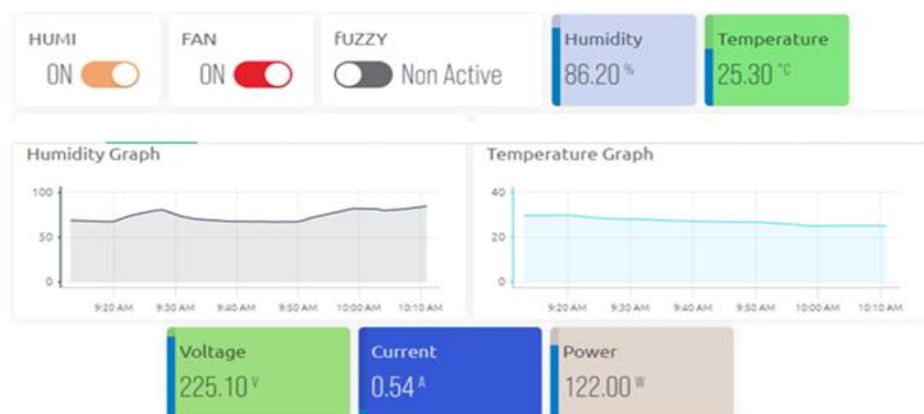 HUMI
ON
FAN
ON
fUZZY
Non Active
Humidity
86.20 %
Temperature
25.30 °C
Humidity Graph
100
50
0
9:20 AM 9:30 AM 9:40 AM 9:50 AM 10:00 AM 10:10 AM
Temperature Graph
40
20
0
9:20 AM 9:30 AM 9:40 AM 9:50 AM 10:00 AM 10:10 AM
Voltage
225.10 V
Current
0.54 A
Power
122.00 W